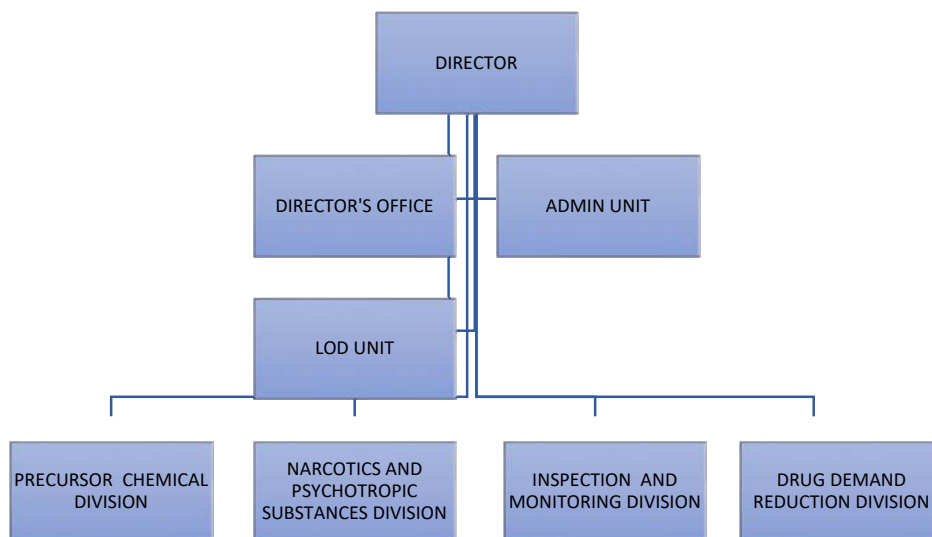 DIRECTOR
DIRECTOR'S OFFICE
ADMIN UNIT
LOD UNIT
PRECURSOR CHEMICAL
DIVISION
NARCOTICS AND
PSYCHOTROPIC
SUBSTANCES DIVISION
INSPECTION AND
MONITORING DIVISION
DRUG DEMAND
REDUCTION DIVISION